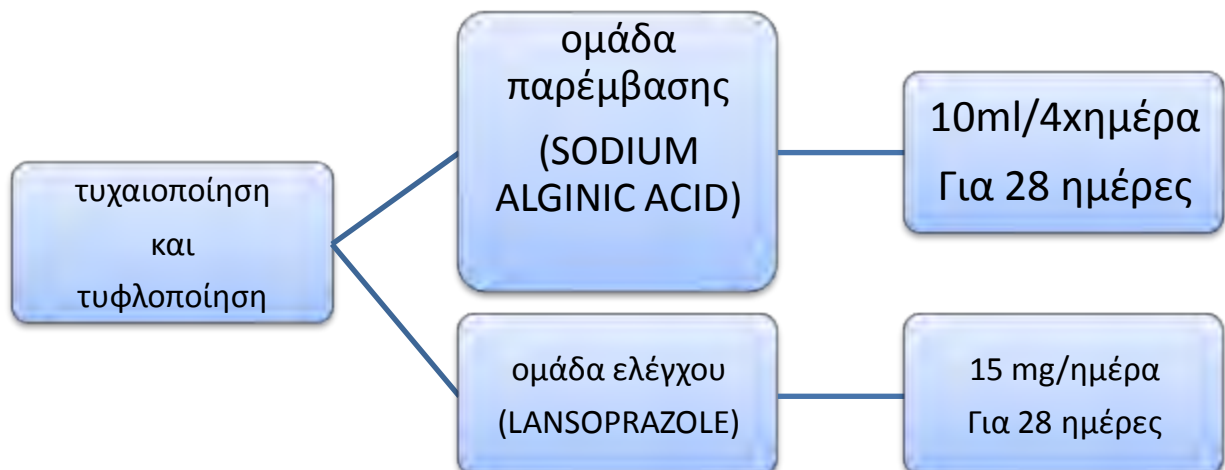 τυχαιοποίηση
και
τυφλοποίηση
ομάδα
παρέμβασης
(SODIUM
ALGINIC ACID)
10ml/4xημέρα
Για 28 ημέρες
ομάδα ελέγχου
(LANSOPRAZOLE)
15 mg/ημέρα
Για 28 ημέρες